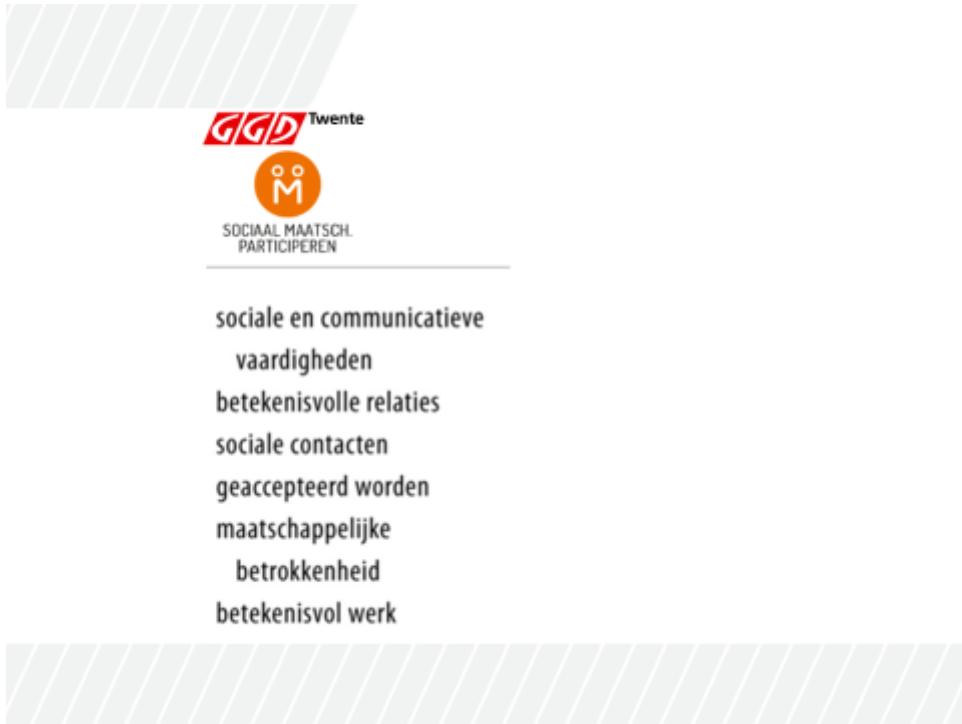 GGD Twente
SOCIAAL MAATSCH.
PARTICIPEREN
sociale en communicatieve
vaardigheden
betekenisvolle relaties
sociale contacten
geaccepteerd worden
maatschappelijke
betrokkenheid
betekenisvol werk